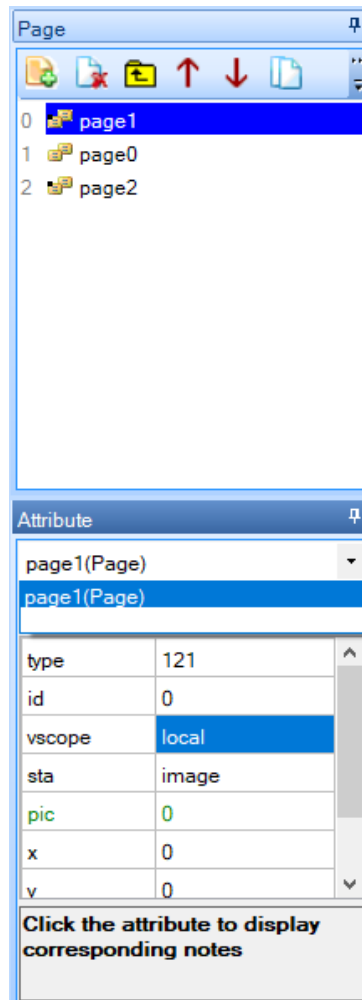 Page
0 page1
1 page0
2 page2
Attribute
page1(Page)
page1(Page)
type 121
id 0
vscope local
sta image
pic 0
x 0
y 0
Click the attribute to display
corresponding notes